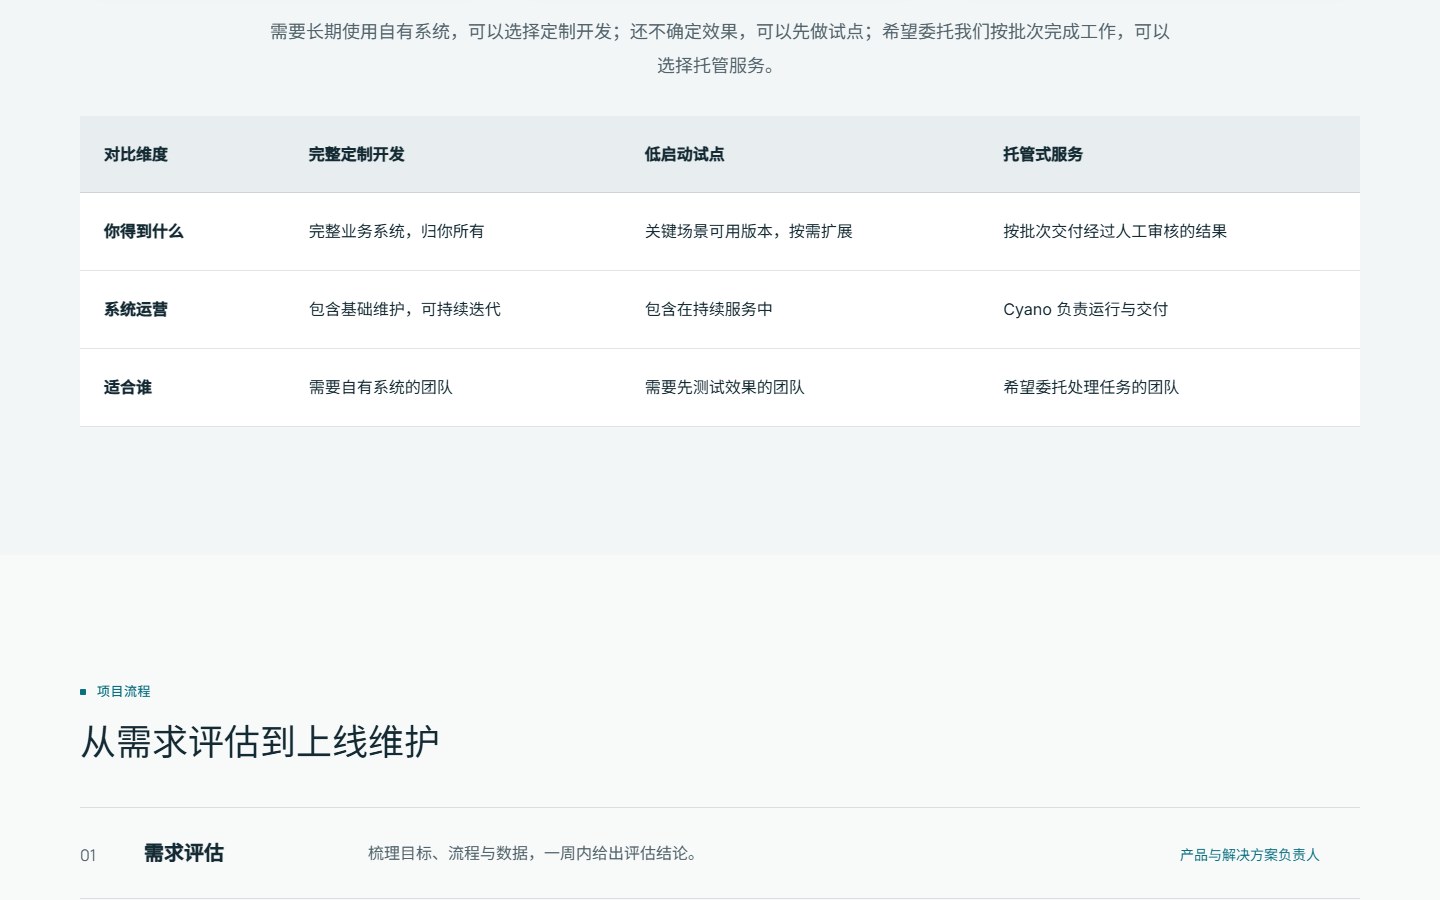 需要长期使用自有系统，可以选择定制开发；还不确定效果，可以先做试点；希望委托我们按批次完成工作，可以
选择托管服务。
对比维度 完整定制开发 低启动试点 托管式服务
你得到什么 完整业务系统，归你所有 关键场景可用版本，按需扩展 按批次交付经过人工审核的结果
系统运营 包含基础维护，可持续迭代 包含在持续服务中 Cyano 负责运行与交付
适合谁 需要自有系统的团队 需要先测试效果的团队 希望委托处理任务的团队
项目流程
从需求评估到上线维护
01 需求评估 梳理目标、流程与数据，一周内给出评估结论。 产品与解决方案负责人